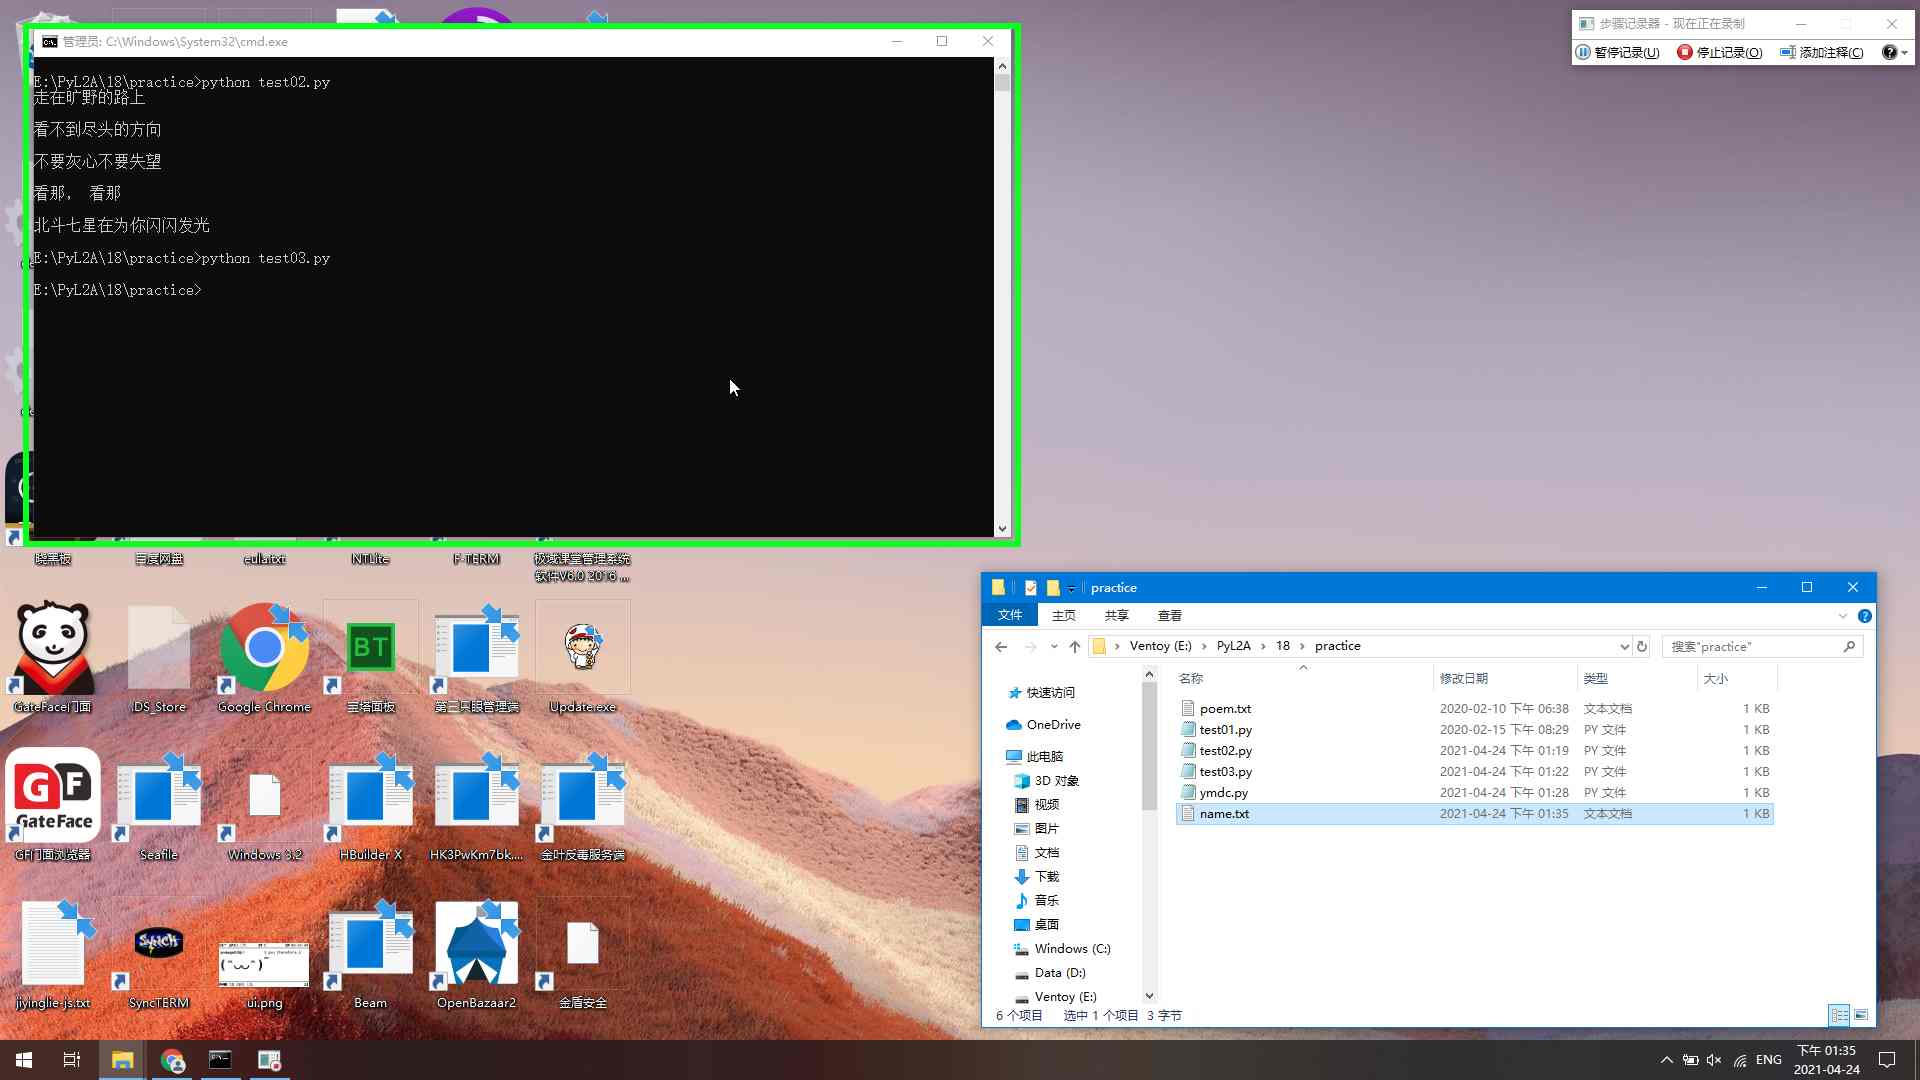 管理员: C:\Windows\System32\cmd.exe
E:\PyL2A\18\practice>python test02.py
走在旷野的路上
看不到尽头的方向
不要灰心不要失望
看那， 看那
北斗七星在为你闪闪发光
E:\PyL2A\18\practice>python test03.py
E:\PyL2A\18\practice>
步骤记录器 - 现在正在录制
暂停记录(U) 停止记录(O) 添加注释(C)
晓黑板 百度网盘 eula.txt NTLite F-TERM 极域课堂管理系统
软件V6.0 2016 ...
GateFace门面 .DS_Store Google Chrome 宝塔面板 第三只眼管理端 Update.exe
BT
GF
GateFace
GF门面浏览器 Seafile Windows 3.2 HBuilder X HK3PwKm7bk.... 金叶反毒服务端
jiyinglie-js.txt SyncTERM ui.png Beam OpenBazaar2 金盾安全
practice
文件 主页 共享 查看
Ventoy (E:) PyL2A 18 practice 搜索"practice"
名称 修改日期 类型 大小
快速访问
OneDrive
此电脑
3D 对象
视频
图片
文档
下载
音乐
桌面
Windows (C:)
Data (D:)
Ventoy (E:)
poem.txt 2020-02-10 下午 06:38 文本文档 1 KB
test01.py 2020-02-15 下午 08:29 PY 文件 1 KB
test02.py 2021-04-24 下午 01:19 PY 文件 1 KB
test03.py 2021-04-24 下午 01:22 PY 文件 1 KB
ymdc.py 2021-04-24 下午 01:28 PY 文件 1 KB
name.txt 2021-04-24 下午 01:35 文本文档 1 KB
6 个项目 选中 1 个项目 3 字节
ENG
下午 01:35
2021-04-24